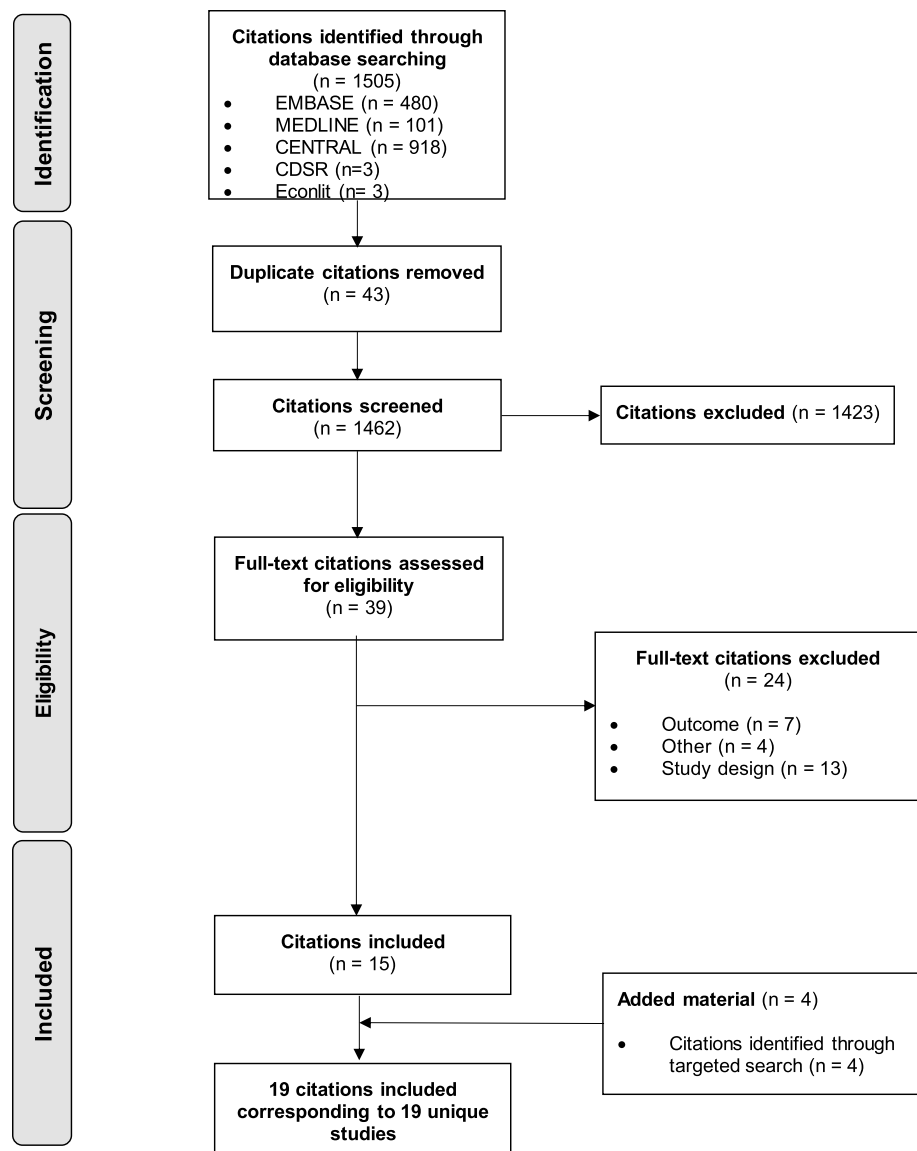 Identification
Citations identified through
database searching
(n = 1505)
• EMBASE (n = 480)
• MEDLINE (n = 101)
• CENTRAL (n = 918)
• CDSR (n=3)
• Econlit (n= 3)
Screening
Duplicate citations removed
(n = 43)
Citations screened
(n = 1462)
Citations excluded (n = 1423)
Eligibility
Full-text citations assessed
for eligibility
(n = 39)
Full-text citations excluded
(n = 24)
• Outcome (n = 7)
• Other (n = 4)
• Study design (n = 13)
Included
Citations included
(n = 15)
Added material (n = 4)
• Citations identified through
targeted search (n = 4)
19 citations included
corresponding to 19 unique
studies